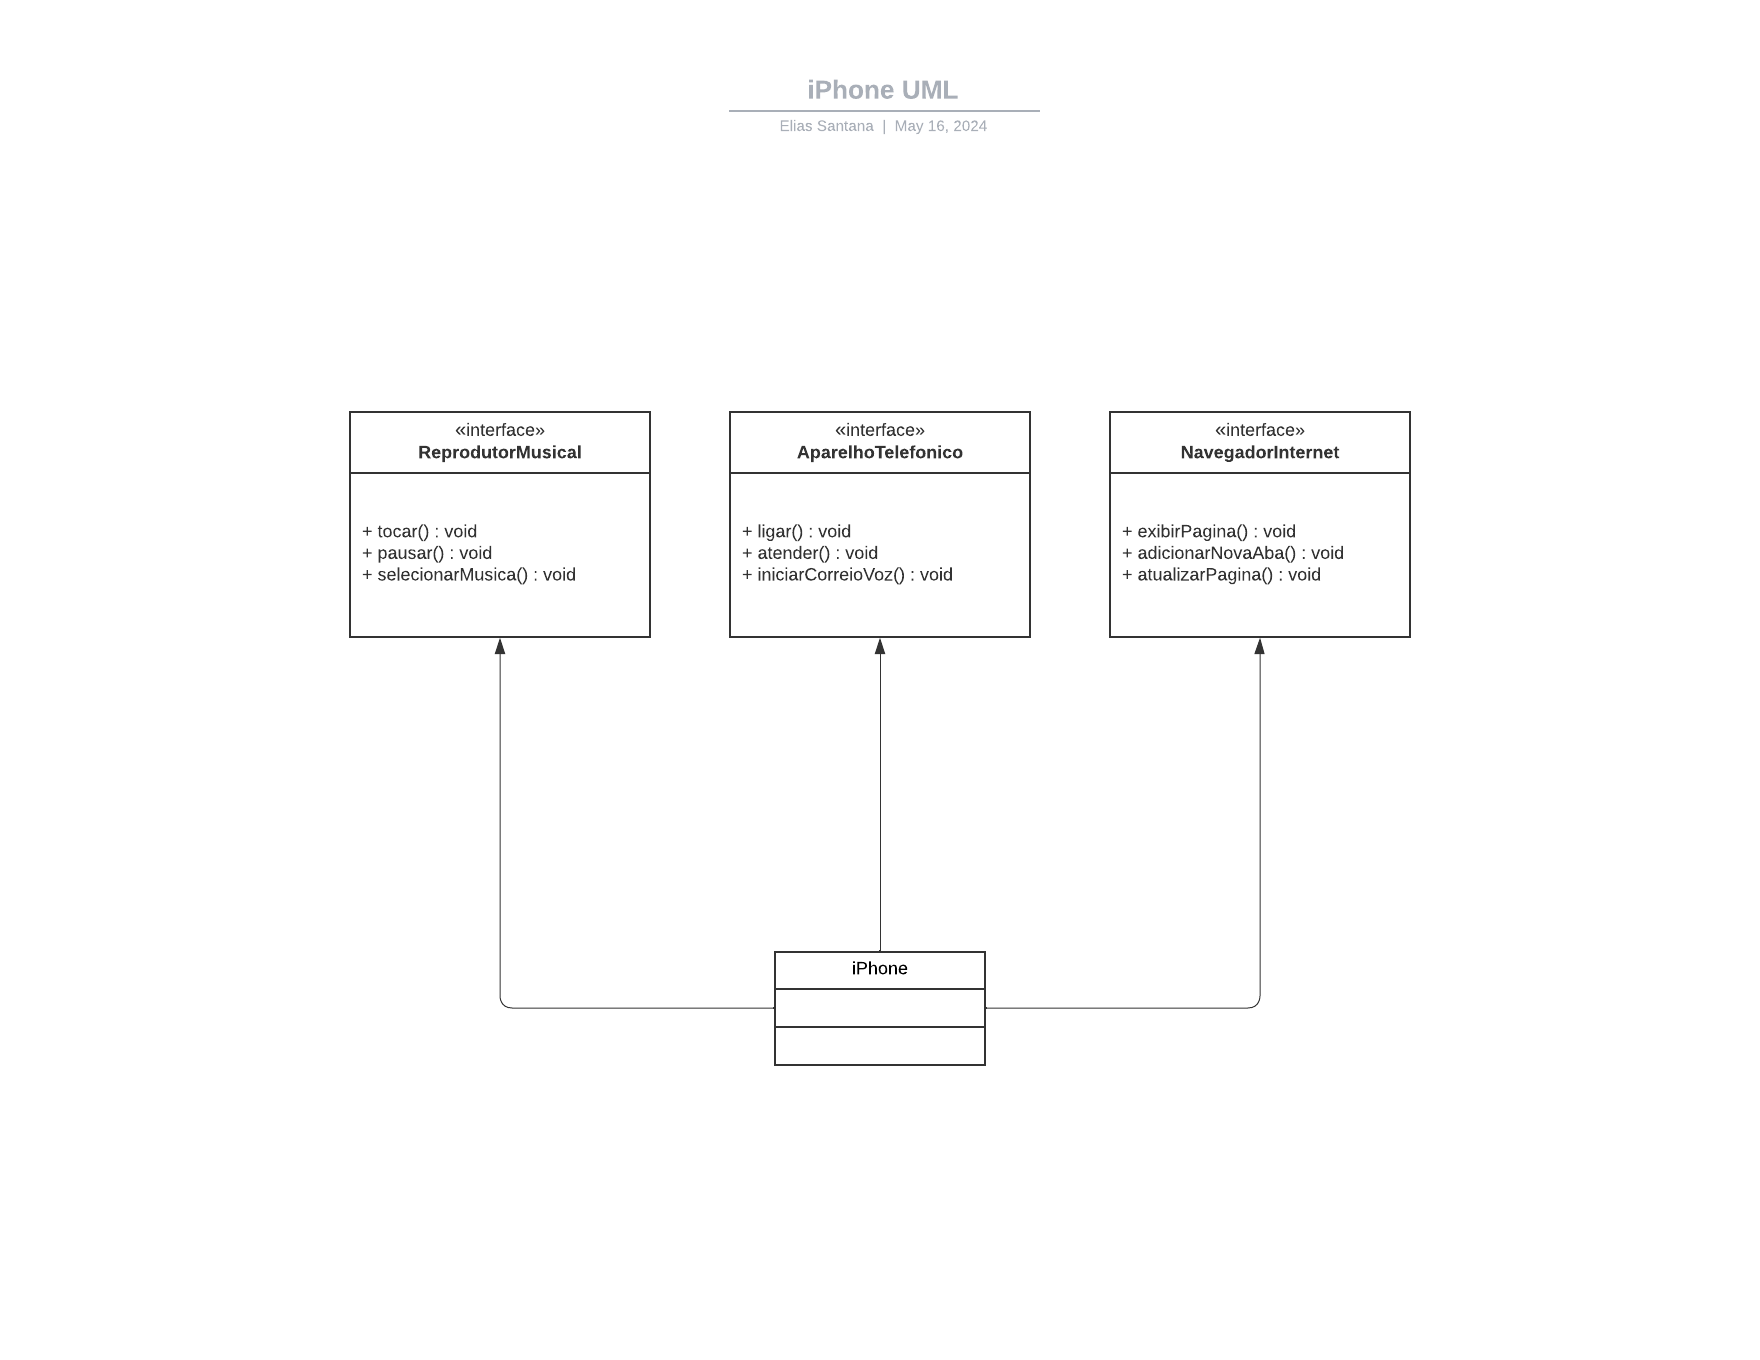 iPhone UML
Elias Santana | May 16, 2024
«interface»
ReprodutorMusical
+ tocar() : void
+ pausar() : void
+ selecionarMusica() : void
«interface»
AparelhoTelefonico
+ ligar() : void
+ atender() : void
+ iniciarCorreioVoz() : void
«interface»
NavegadorInternet
+ exibirPagina() : void
+ adicionarNovaAba() : void
+ atualizarPagina() : void
iPhone